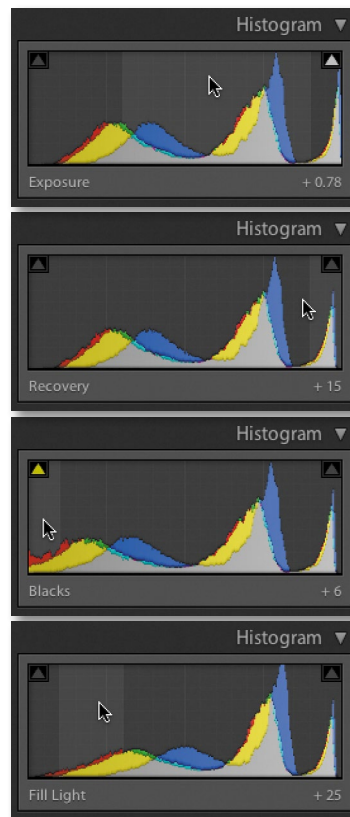 Histogram ▼
Exposure + 0.78
Histogram ▼
Recovery + 15
Histogram ▼
Blacks + 6
Histogram ▼
Fill Light + 25